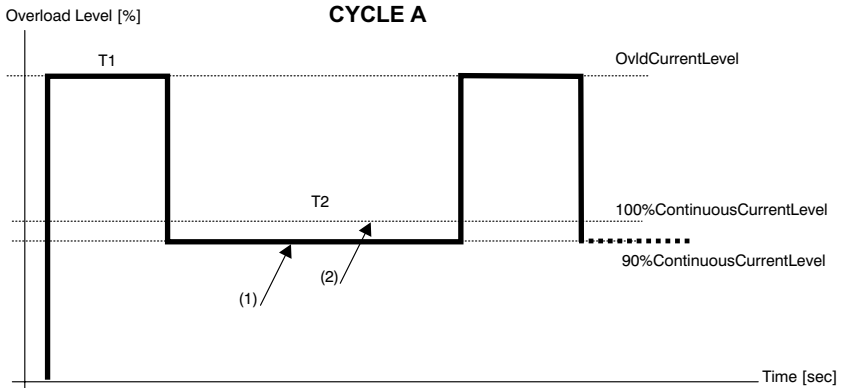 CYCLE A
Overload Level [%]
T1
OvldCurrentLevel
T2
100%ContinuousCurrentLevel
90%ContinuousCurrentLevel
(1)
(2)
Time [sec]